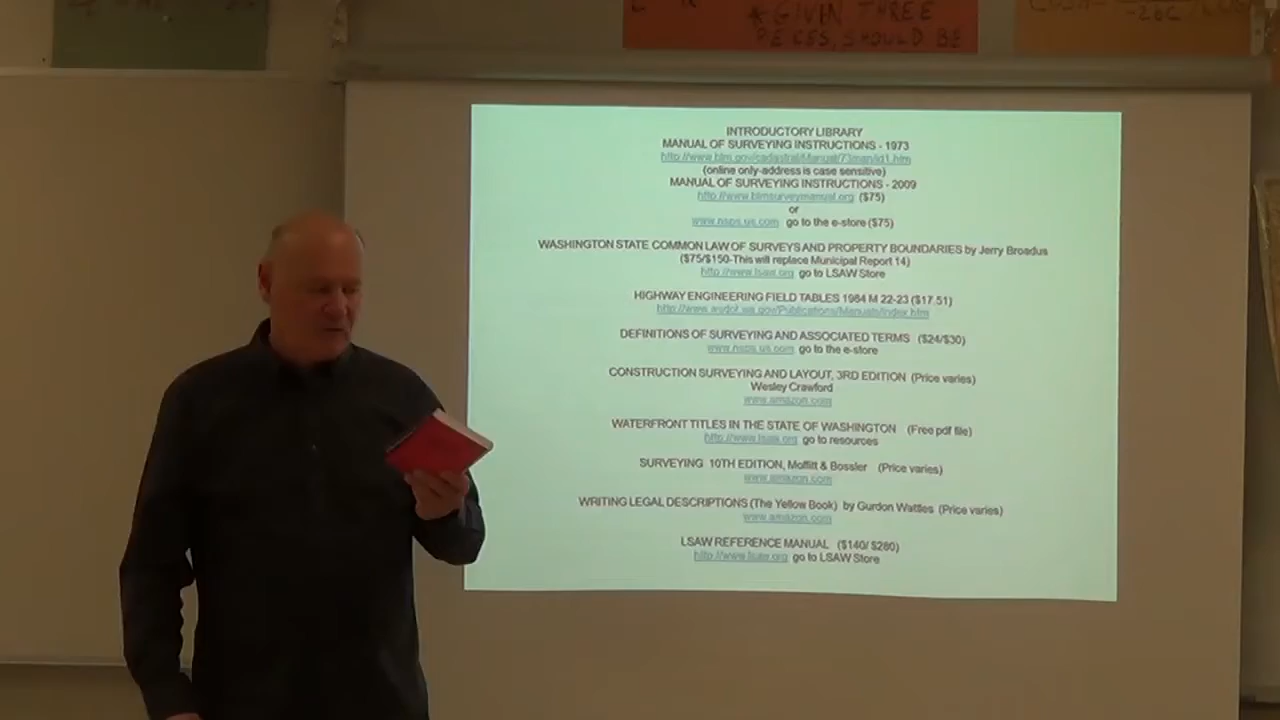 * GIVEN THREE
PIECES, SHOULD BE
-2bc
INTRODUCTORY LIBRARY
MANUAL OF SURVEYING INSTRUCTIONS - 1973
http://www.blm.gov/cadastral/Manual/73man/id1.htm
(online only-address is case sensitive)
MANUAL OF SURVEYING INSTRUCTIONS - 2009
http://www.blmsurveymanual.org ($75)
or
www.nsps.us.com go to the e-store ($75)
WASHINGTON STATE COMMON LAW OF SURVEYS AND PROPERTY BOUNDARIES by Jerry Broadus
($75/$150-This will replace Municipal Report 14)
http://www.lsaw.org go to LSAW Store
HIGHWAY ENGINEERING FIELD TABLES 1984 M 22-23 ($17.51)
http://www.wsdot.wa.gov/Publications/Manuals/index.htm
DEFINITIONS OF SURVEYING AND ASSOCIATED TERMS ($24/$30)
www.nsps.us.com go to the e-store
CONSTRUCTION SURVEYING AND LAYOUT, 3RD EDITION (Price varies)
Wesley Crawford
www.amazon.com
WATERFRONT TITLES IN THE STATE OF WASHINGTON (Free pdf file)
http://www.lsaw.org go to resources
SURVEYING 10TH EDITION, Moffitt & Bossler (Price varies)
www.amazon.com
WRITING LEGAL DESCRIPTIONS (The Yellow Book) by Gurdon Wattles (Price varies)
www.amazon.com
LSAW REFERENCE MANUAL ($140/ $280)
http://www.lsaw.org go to LSAW Store